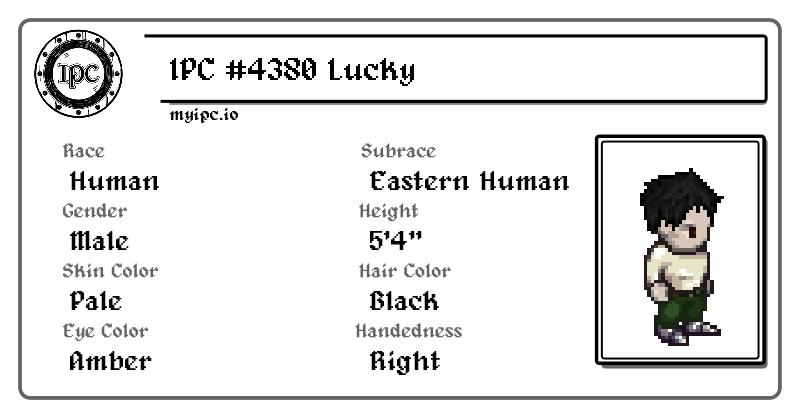 IPC
IPC #4380 Lucky
myipc.io
Race
Subrace
Human
Eastern Human
Gender
Height
Male
5'4"
Skin Color
Hair Color
Pale
Black
Eye Color
Handedness
Amber
Right